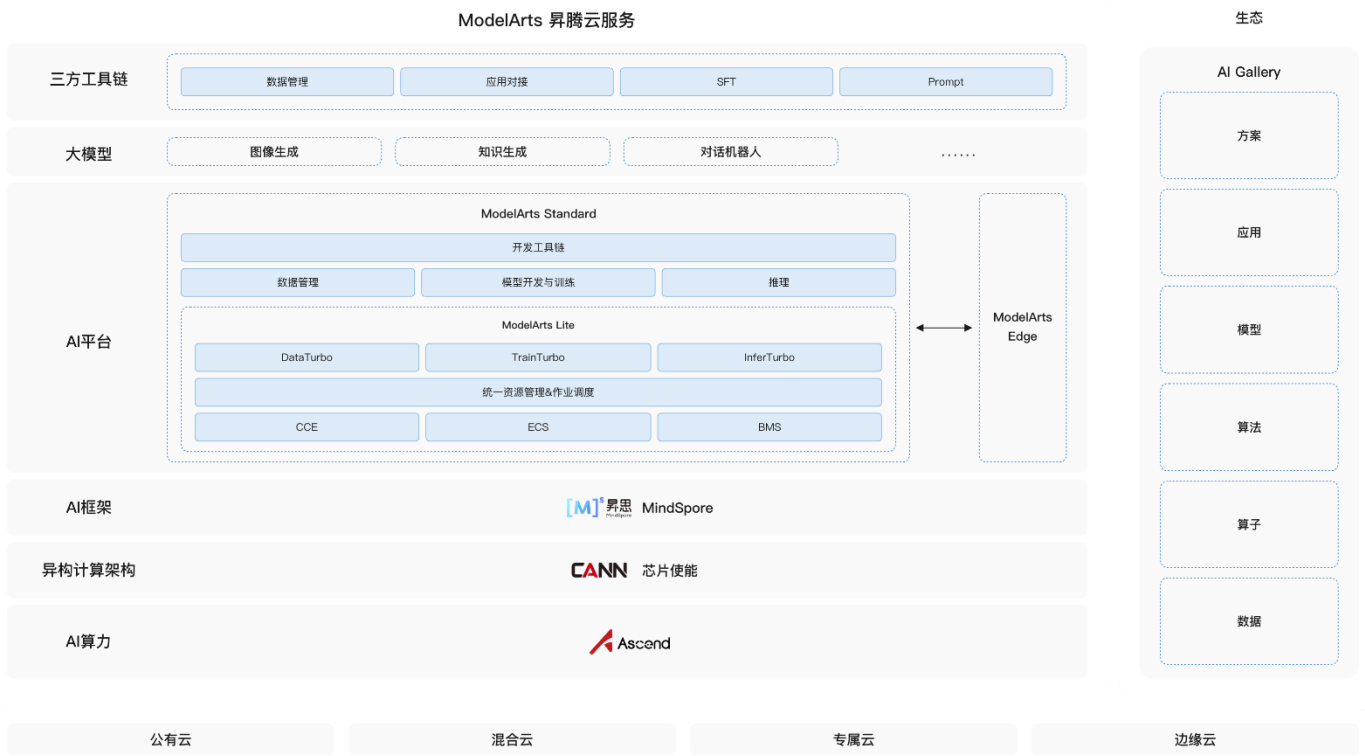 ModelArts 昇腾云服务
三方工具链
数据管理
应用对接
SFT
Prompt
大模型
图像生成
知识生成
对话机器人
......
AI平台
ModelArts Standard
开发工具链
数据管理
模型开发与训练
推理
ModelArts Lite
DataTurbo
TrainTurbo
InferTurbo
统一资源管理&作业调度
CCE
ECS
BMS
ModelArts
Edge
AI框架
[M]s
昇思
MindSpore
MindSpore
异构计算架构
CANN
芯片使能
AI算力
Ascend
生态
AI Gallery
方案
应用
模型
算法
算子
数据
公有云
混合云
专属云
边缘云